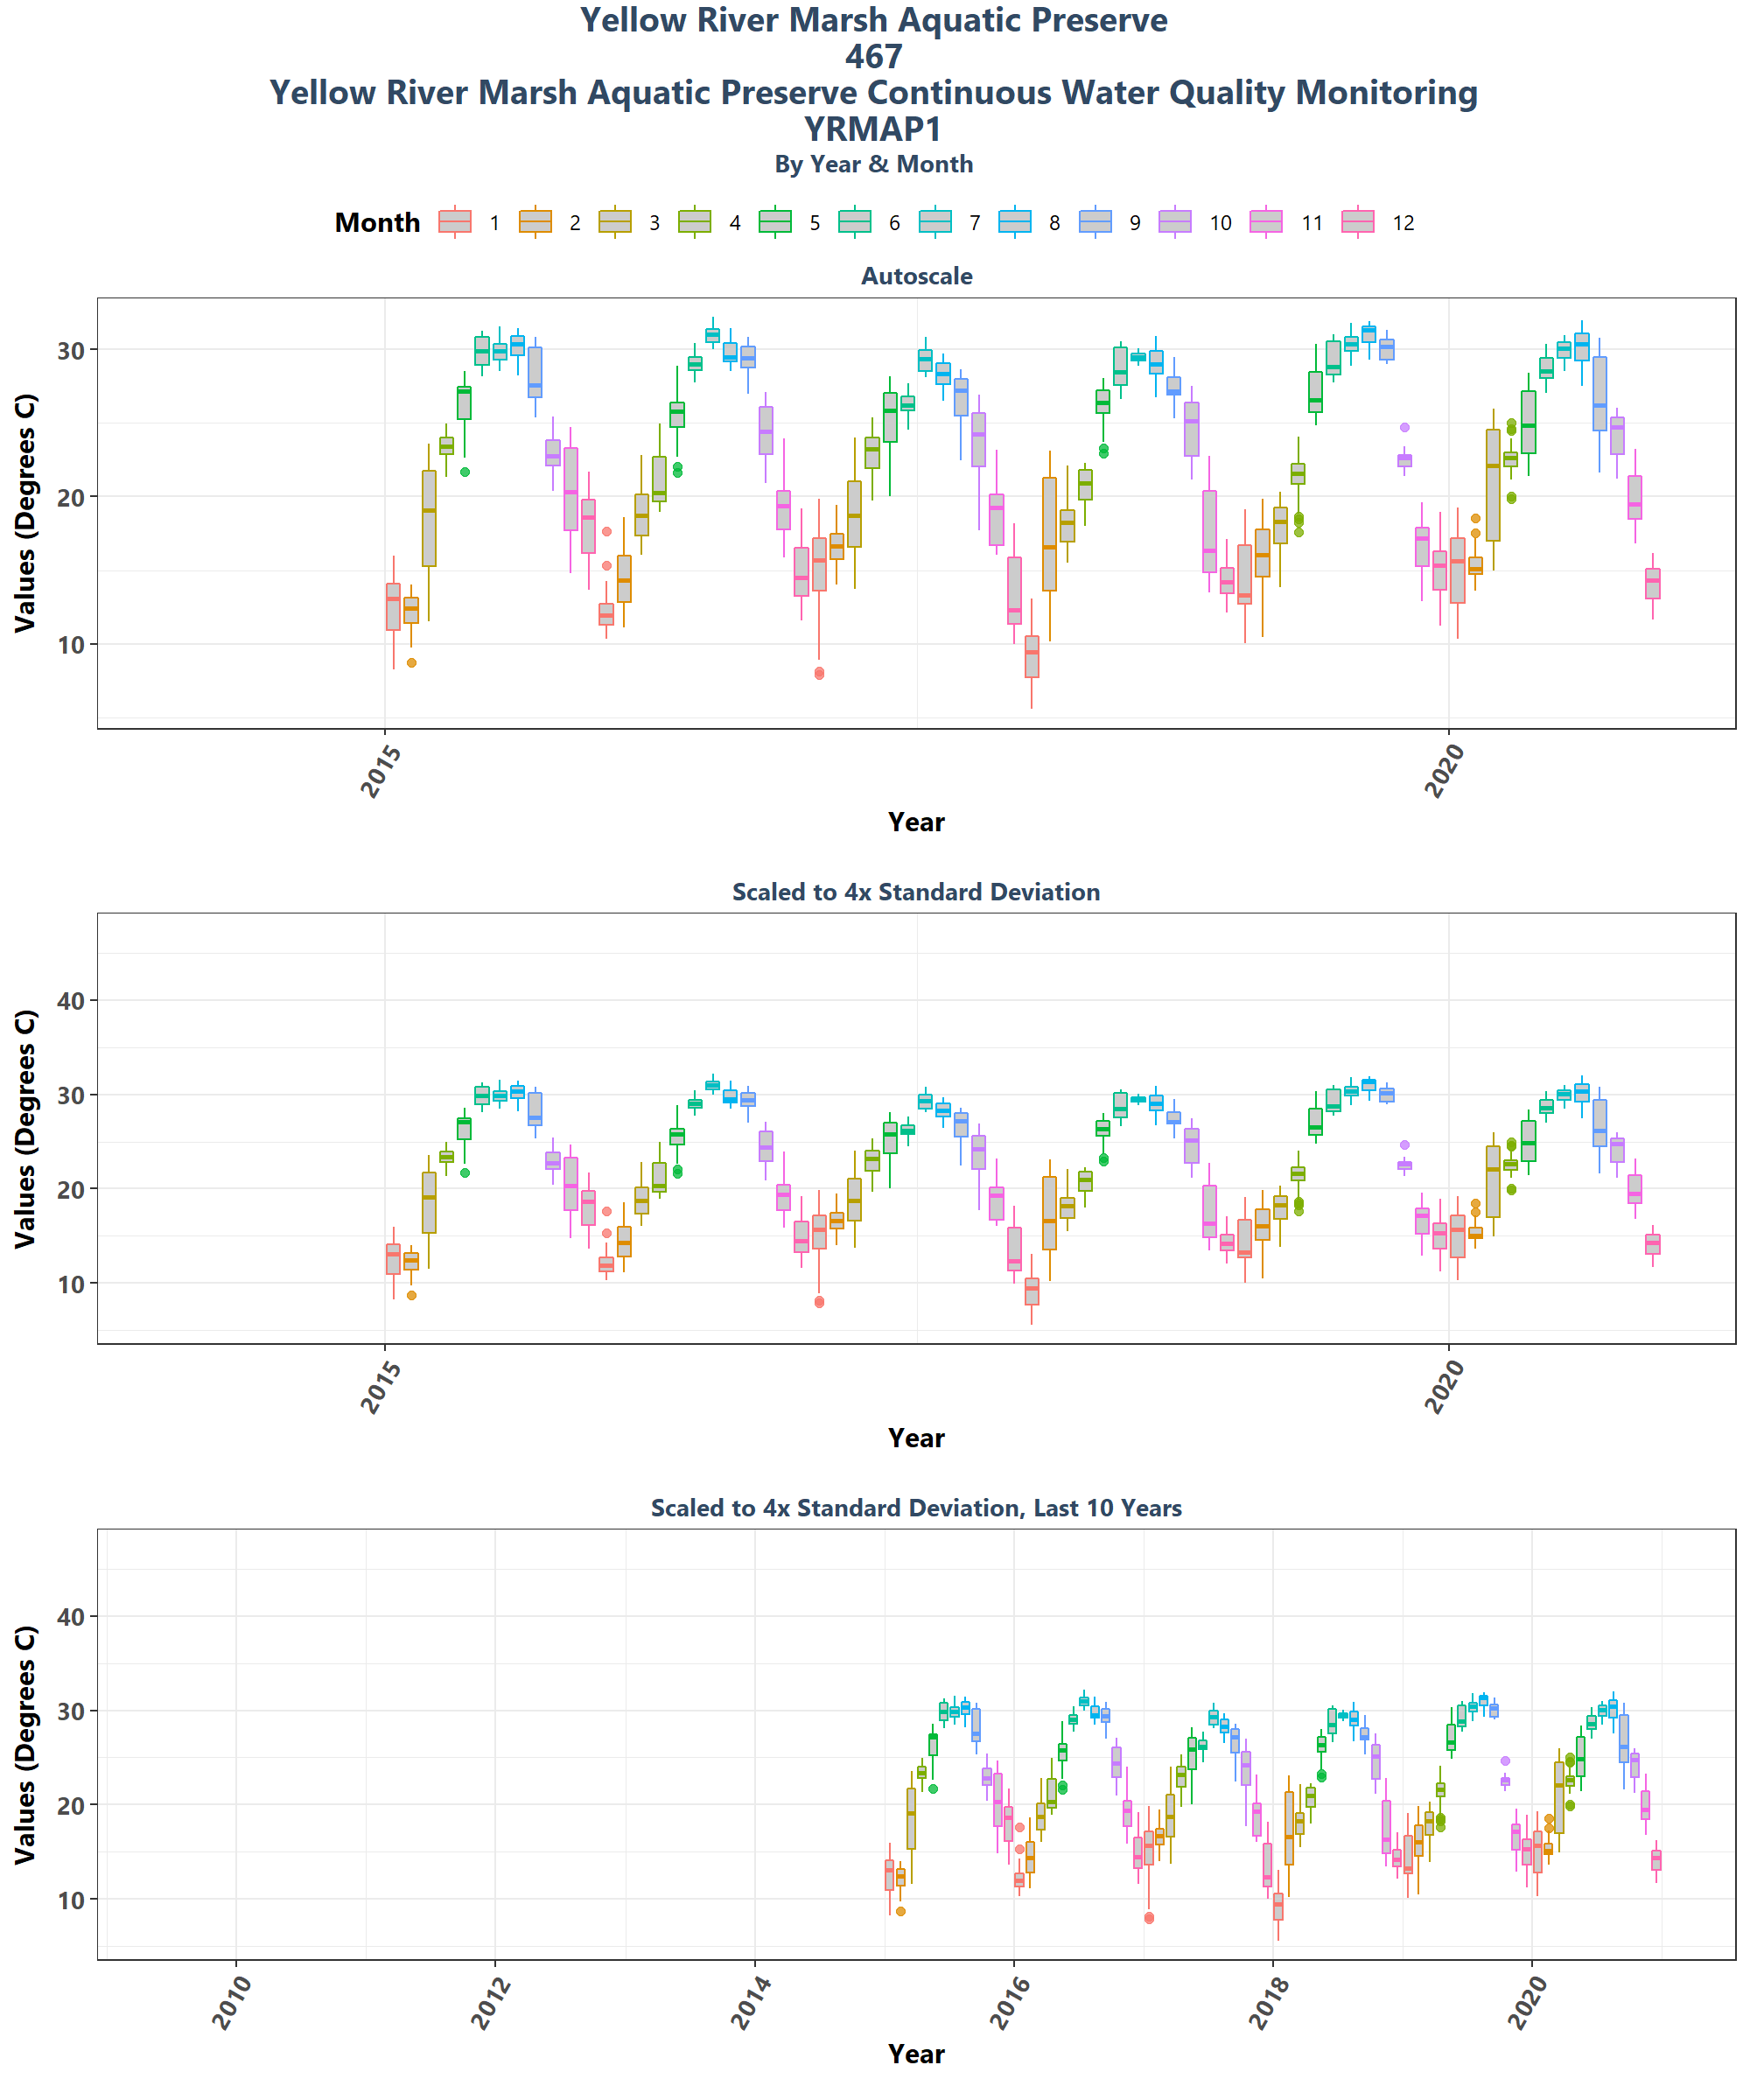 Yellow River Marsh Aquatic Preserve
467
Yellow River Marsh Aquatic Preserve Continuous Water Quality Monitoring
YRMAP1
By Year & Month
Month 1 2 3 4 5 6 7 8 9 10 11 12
Autoscale
Values (Degrees C)
30
20
10
2015 2020
Year
Scaled to 4x Standard Deviation
Values (Degrees C)
40
30
20
10
2015 2020
Year
Scaled to 4x Standard Deviation, Last 10 Years
Values (Degrees C)
40
30
20
10
2010 2012 2014 2016 2018 2020
Year